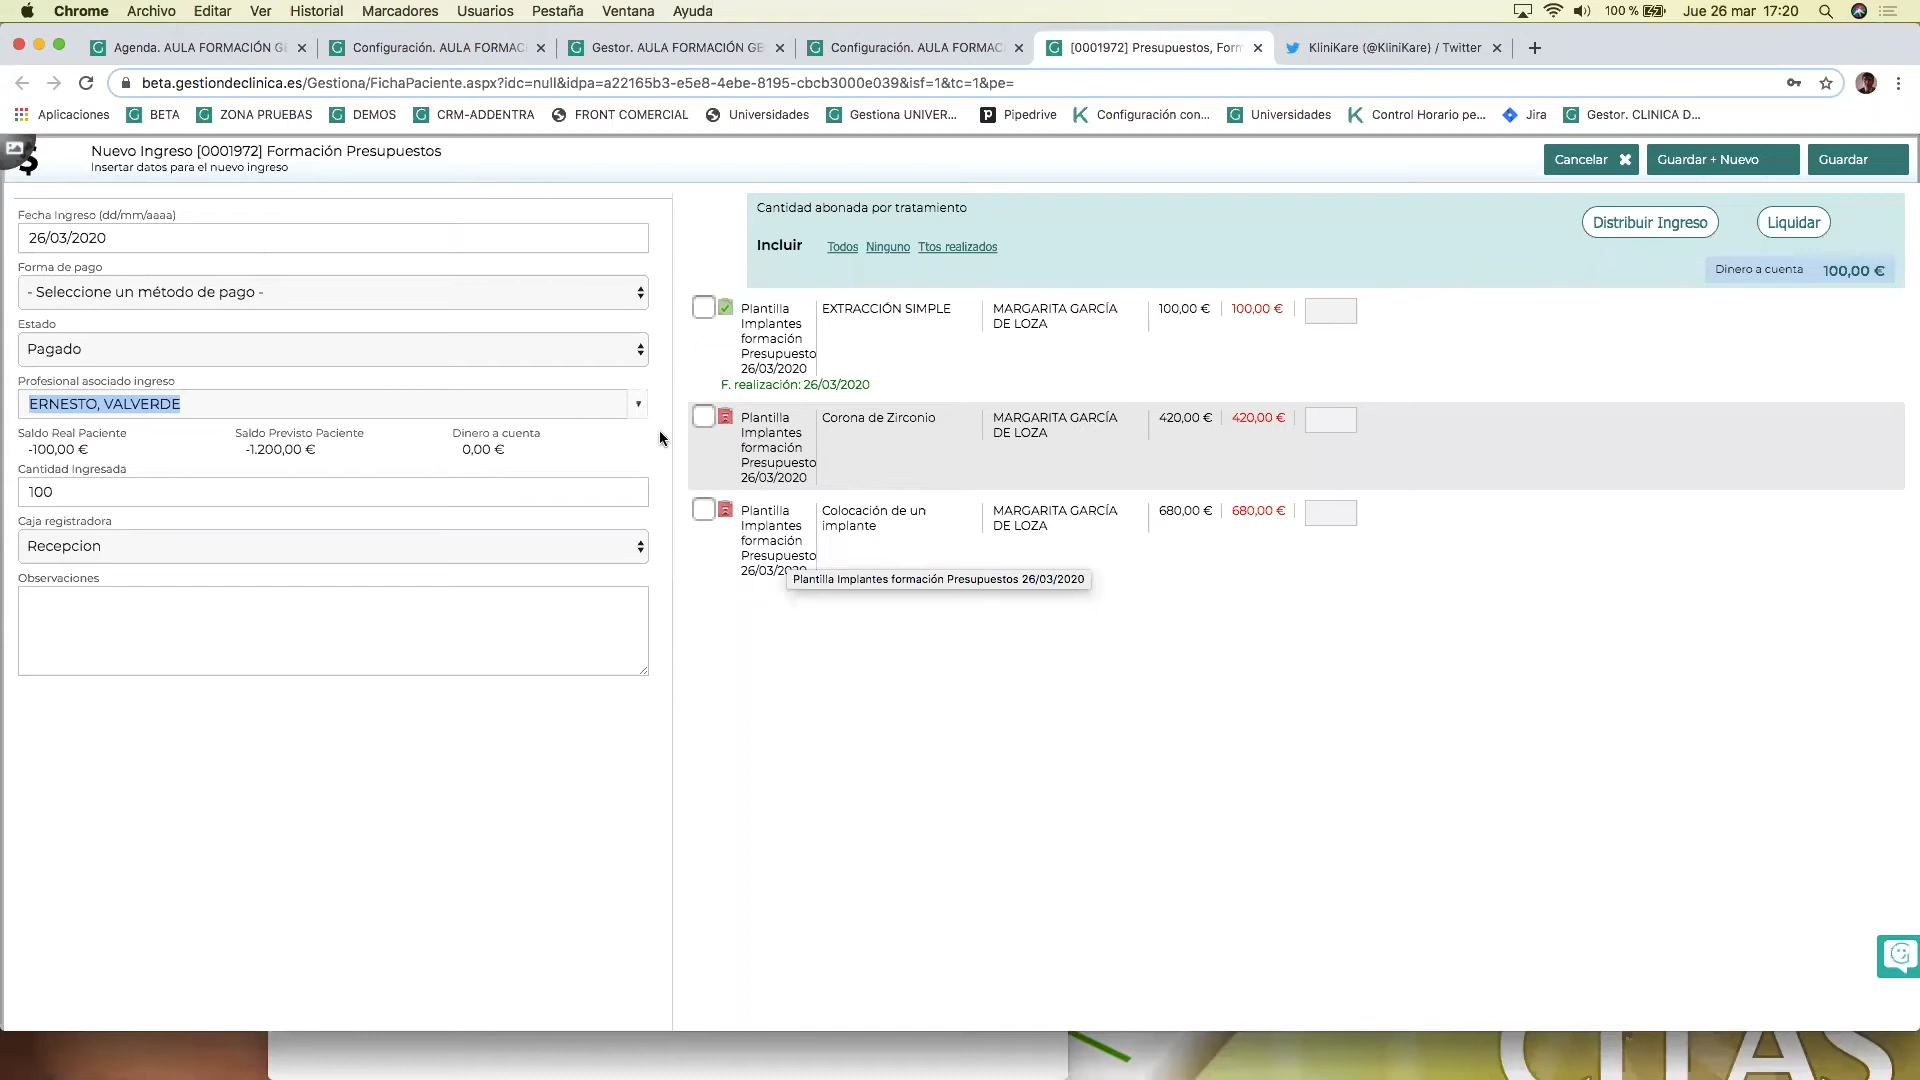 Chrome Archivo Editar Ver Historial Marcadores Usuarios Pestaña Ventana Ayuda 100 % Jue 26 mar 17:20
Agenda. AULA FORMACIÓN GE Configuración. AULA FORMAC Gestor. AULA FORMACIÓN GE Configuración. AULA FORMAC [0001972] Presupuestos, Form KliniKare (@KliniKare) / Twitter
beta.gestiondeclinica.es/Gestiona/FichaPaciente.aspx?idc=null&idpa=a22165b3-e5e8-4ebe-8195-cbcb3000e039&isf=1&tc=1&pe=
Aplicaciones BETA ZONA PRUEBAS DEMOS CRM-ADDENTRA FRONT COMERCIAL Universidades Gestiona UNIVER... Pipedrive Configuración con... Universidades Control Horario pe... Jira Gestor. CLINICA D...
Nuevo Ingreso [0001972] Formación Presupuestos
Insertar datos para el nuevo ingreso
Cancelar Guardar + Nuevo Guardar
Fecha Ingreso (dd/mm/aaaa)
26/03/2020
Forma de pago
- Seleccione un método de pago -
Estado
Pagado
Profesional asociado ingreso
ERNESTO, VALVERDE
Saldo Real Paciente Saldo Previsto Paciente Dinero a cuenta
-100,00 € -1.200,00 € 0,00 €
Cantidad Ingresada
100
Caja registradora
Recepcion
Observaciones
Cantidad abonada por tratamiento
Distribuir Ingreso Liquidar
Incluir Todos Ninguno Ttos realizados
Dinero a cuenta 100,00 €
Plantilla EXTRACCIÓN SIMPLE MARGARITA GARCÍA 100,00 € 100,00 €
Implantes DE LOZA
formación
Presupuesto
26/03/2020
F. realización: 26/03/2020
Plantilla Corona de Zirconio MARGARITA GARCÍA 420,00 € 420,00 €
Implantes DE LOZA
formación
Presupuesto
26/03/2020
Plantilla Colocación de un MARGARITA GARCÍA 680,00 € 680,00 €
Implantes implante DE LOZA
formación
Presupuesto
26/03/2020
Plantilla Implantes formación Presupuestos 26/03/2020
CITAS